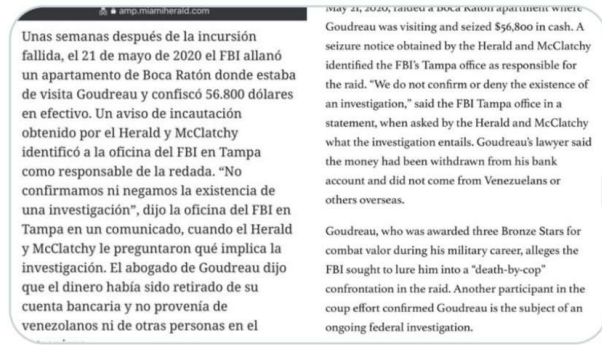 amp.miamiherald.com
Unas semanas después de la incursión
fallida, el 21 de mayo de 2020 el FBI allanó
un apartamento de Boca Ratón donde estaba
de visita Goudreau y confiscó 56.800 dólares
en efectivo. Un aviso de incautación
obtenido por el Herald y McClatchy
identificó a la oficina del FBI en Tampa
como responsable de la redada. “No
confirmamos ni negamos la existencia de
una investigación”, dijo la oficina del FBI en
Tampa en un comunicado, cuando el Herald
y McClatchy le preguntaron qué implica la
investigación. El abogado de Goudreau dijo
que el dinero había sido retirado de su
cuenta bancaria y no provenía de
venezolanos ni de otras personas en el
May 21, 2020, raided a Boca Raton apartment where
Goudreau was visiting and seized $56,800 in cash. A
seizure notice obtained by the Herald and McClatchy
identified the FBI’s Tampa office as responsible for
the raid. “We do not confirm or deny the existence of
an investigation,” said the FBI Tampa office in a
statement, when asked by the Herald and McClatchy
what the investigation entails. Goudreau’s lawyer said
the money had been withdrawn from his bank
account and did not come from Venezuelans or
others overseas.
Goudreau, who was awarded three Bronze Stars for
combat valor during his military career, alleges the
FBI sought to lure him into a “death-by-cop”
confrontation in the raid. Another participant in the
coup effort confirmed Goudreau is the subject of an
ongoing federal investigation.